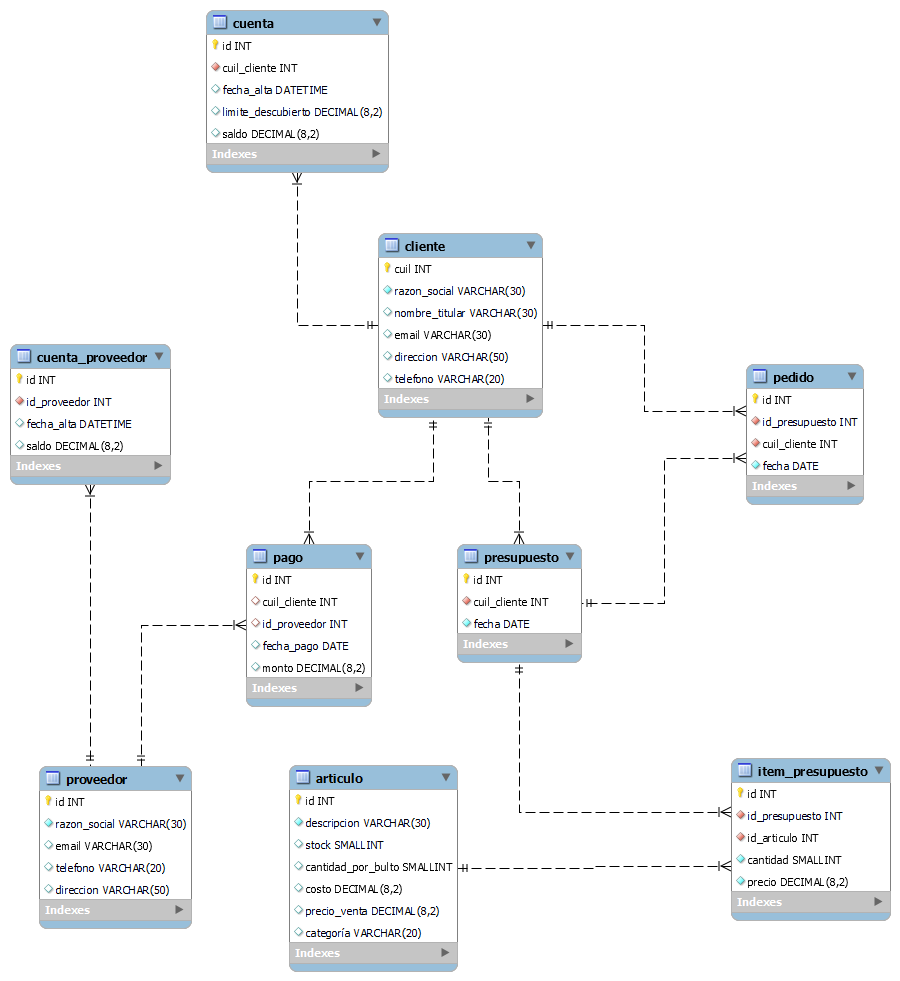 cuenta
id INT
cuil_cliente INT
fecha_alta DATETIME
limite_descubierto DECIMAL(8,2)
saldo DECIMAL(8,2)
Indexes
cliente
cuil INT
razon_social VARCHAR(30)
nombre_titular VARCHAR(30)
email VARCHAR(30)
direccion VARCHAR(50)
telefono VARCHAR(20)
Indexes
cuenta_proveedor
id INT
id_proveedor INT
fecha_alta DATETIME
saldo DECIMAL(8,2)
Indexes
pedido
id INT
id_presupuesto INT
cuil_cliente INT
fecha DATE
Indexes
pago
id INT
cuil_cliente INT
id_proveedor INT
fecha_pago DATE
monto DECIMAL(8,2)
Indexes
presupuesto
id INT
cuil_cliente INT
fecha DATE
Indexes
proveedor
id INT
razon_social VARCHAR(30)
email VARCHAR(30)
telefono VARCHAR(20)
direccion VARCHAR(50)
Indexes
articulo
id INT
descripcion VARCHAR(30)
stock SMALLINT
cantidad_por_bulto SMALLINT
costo DECIMAL(8,2)
precio_venta DECIMAL(8,2)
categoría VARCHAR(20)
Indexes
item_presupuesto
id INT
id_presupuesto INT
id_articulo INT
cantidad SMALLINT
precio DECIMAL(8,2)
Indexes